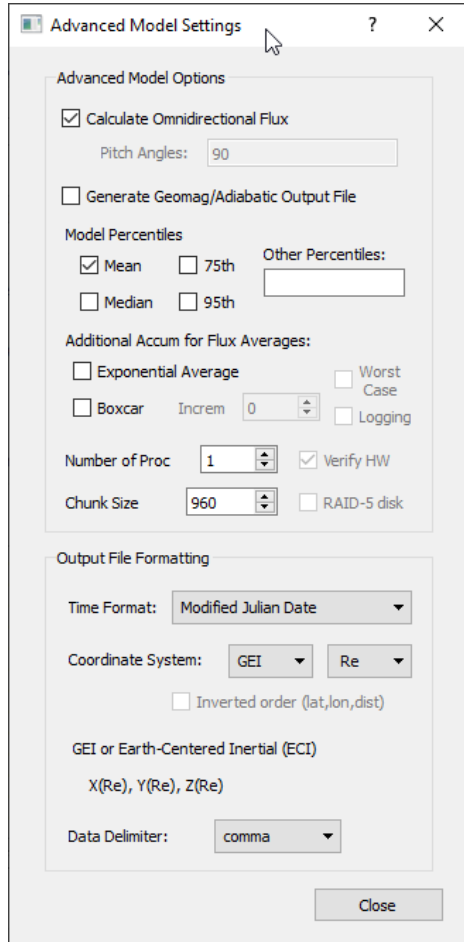 Advanced Model Settings ?
Advanced Model Options
Calculate Omnidirectional Flux
Pitch Angles: 90
Generate Geomag/Adiabatic Output File
Model Percentiles
Other Percentiles:
Mean 75th
Median 95th
Additional Accum for Flux Averages:
Exponential Average
Worst
Case
Boxcar Increm 0
Logging
Number of Proc 1 Verify HW
Chunk Size 960 RAID-5 disk
Output File Formatting
Time Format: Modified Julian Date
Coordinate System: GEI Re
Inverted order (lat,lon,dist)
GEI or Earth-Centered Inertial (ECI)
X(Re), Y(Re), Z(Re)
Data Delimiter: comma
Close